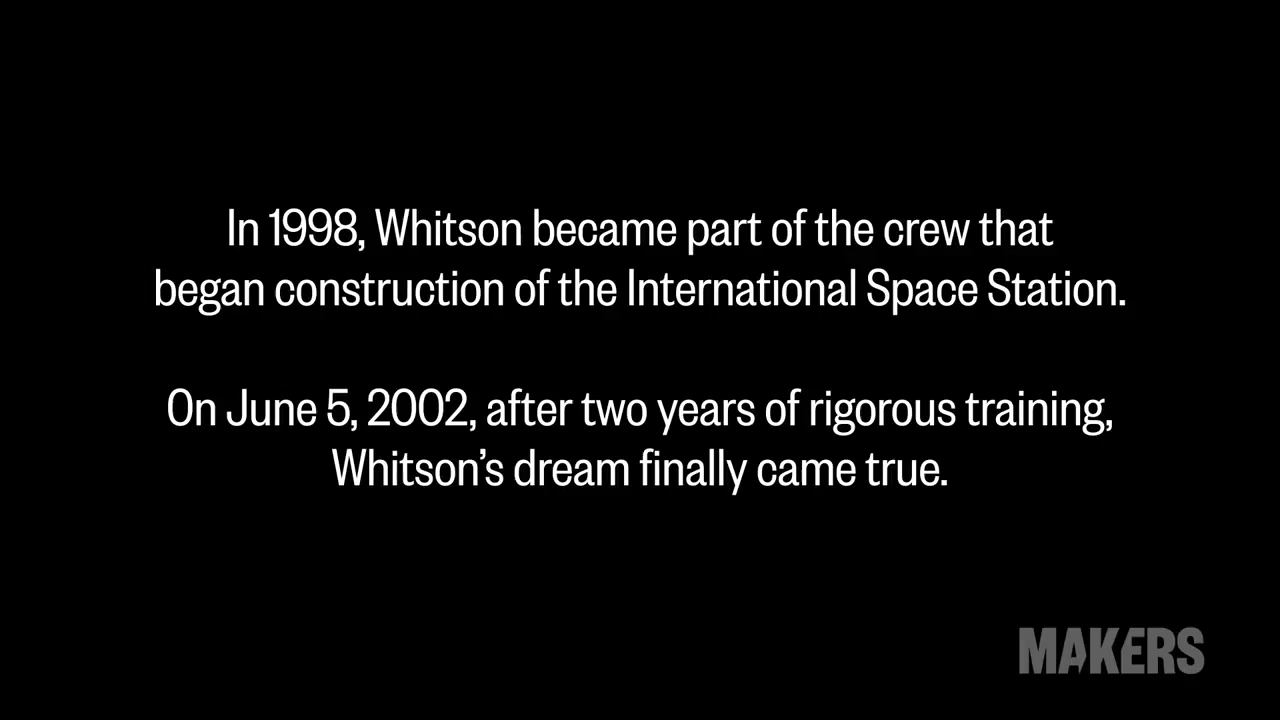 In 1998, Whitson became part of the crew that
began construction of the International Space Station.
On June 5, 2002, after two years of rigorous training,
Whitson’s dream finally came true.
MAKERS